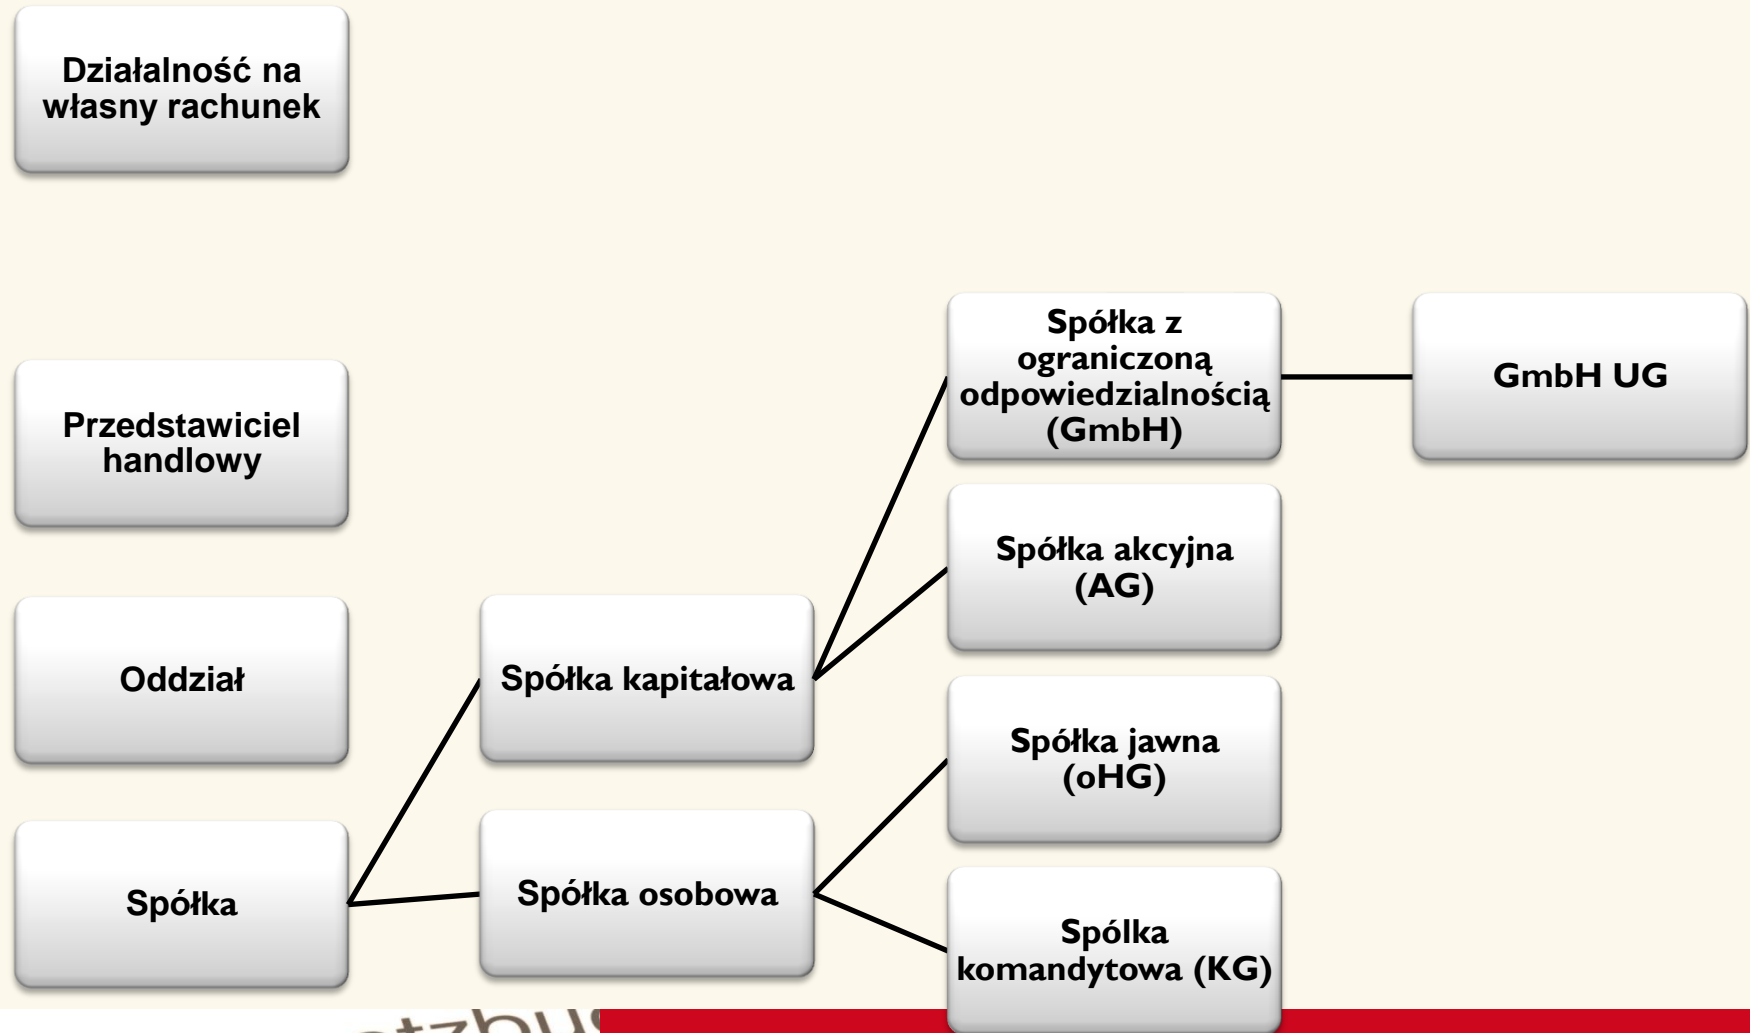 Działalność na
własny rachunek
Przedstawiciel
handlowy
Oddział
Spółka
Spółka kapitałowa
Spółka osobowa
Spółka z
ograniczoną
odpowiedzialnością
(GmbH)
Spółka akcyjna
(AG)
Spółka jawna
(oHG)
Spólka
komandytowa (KG)
GmbH UG